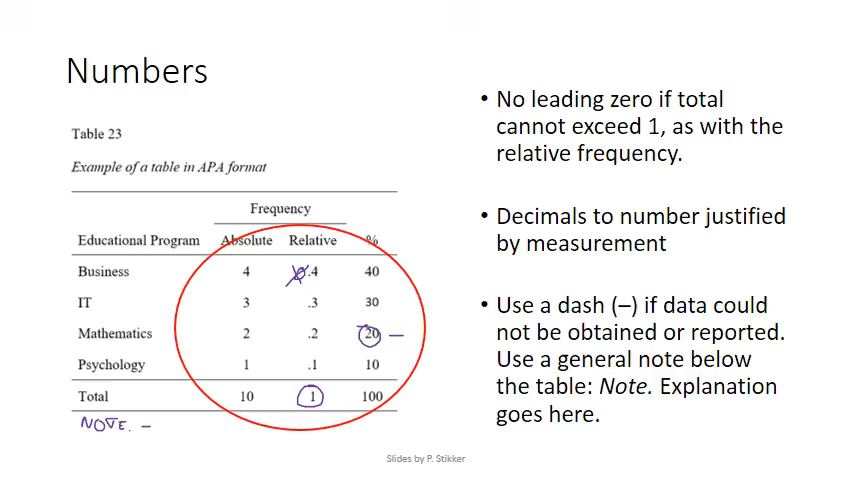 Numbers
Table 23
Example of a table in APA format
Frequency
Educational Program Absolute Relative %
Business 4 0.4 40
IT 3 .3 30
Mathematics 2 .2 20 –
Psychology 1 .1 10
Total 10 1 100
NOTE. –
• No leading zero if total
cannot exceed 1, as with the
relative frequency.
• Decimals to number justified
by measurement
• Use a dash (–) if data could
not be obtained or reported.
Use a general note below
the table: Note. Explanation
goes here.
Slides by P. Stikker